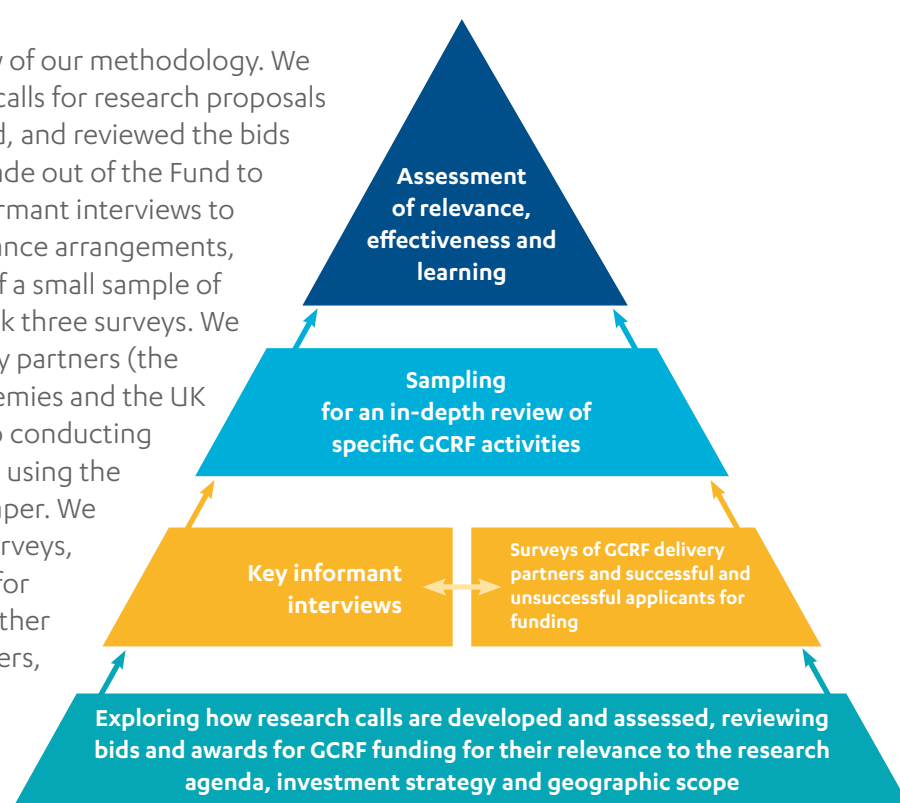 y of our methodology. We
calls for research proposals
d, and reviewed the bids
ade out of the Fund to
ormant interviews to
ance arrangements,
f a small sample of
k three surveys. We
y partners (the
emies and the UK
o conducting
using the
aper. We
urveys,
for
ther
ers,
Assessment
of relevance,
effectiveness and
learning
Sampling
for an in-depth review of
specific GCRF activities
Key informant
interviews
Surveys of GCRF delivery
partners and successful and
unsuccessful applicants for
funding
Exploring how research calls are developed and assessed, reviewing
bids and awards for GCRF funding for their relevance to the research
agenda, investment strategy and geographic scope